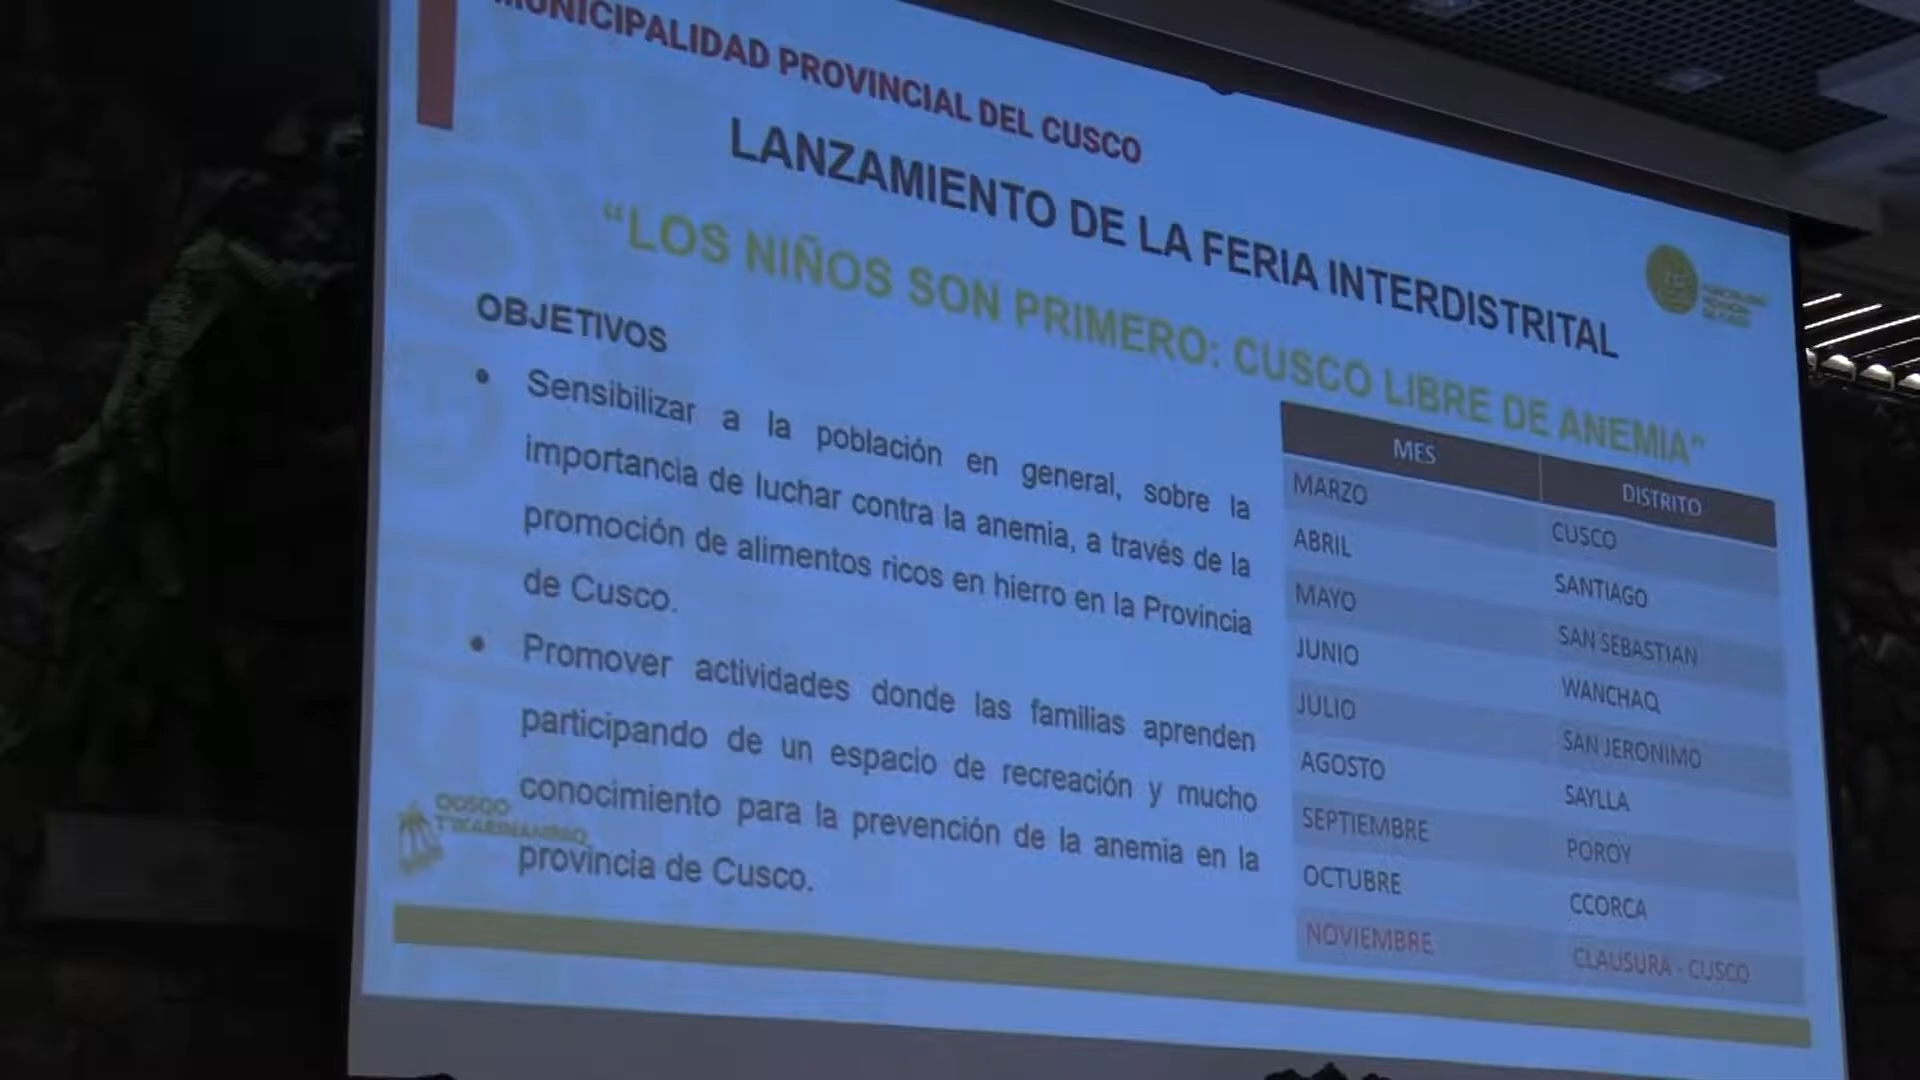 MUNICIPALIDAD PROVINCIAL DEL CUSCO
LANZAMIENTO DE LA FERIA INTERDISTRITAL
“LOS NIÑOS SON PRIMERO: CUSCO LIBRE DE ANEMIA”
OBJETIVOS
• Sensibilizar a la población en general, sobre la
importancia de luchar contra la anemia, a través de la
promoción de alimentos ricos en hierro en la Provincia
de Cusco.
• Promover actividades donde las familias aprenden
participando de un espacio de recreación y mucho
conocimiento para la prevención de la anemia en la
provincia de Cusco.
MES DISTRITO
MARZO CUSCO
ABRIL SANTIAGO
MAYO SAN SEBASTIAN
JUNIO WANCHAQ
JULIO SAN JERONIMO
AGOSTO SAYLLA
SEPTIEMBRE POROY
OCTUBRE CCORCA
NOVIEMBRE CLAUSURA - CUSCO